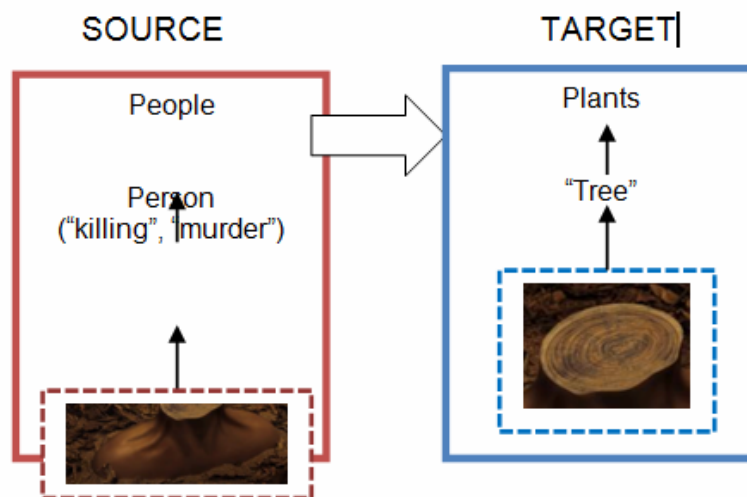 SOURCE
TARGET
People
Person
(“killing”, “murder”)
Plants
“Tree”